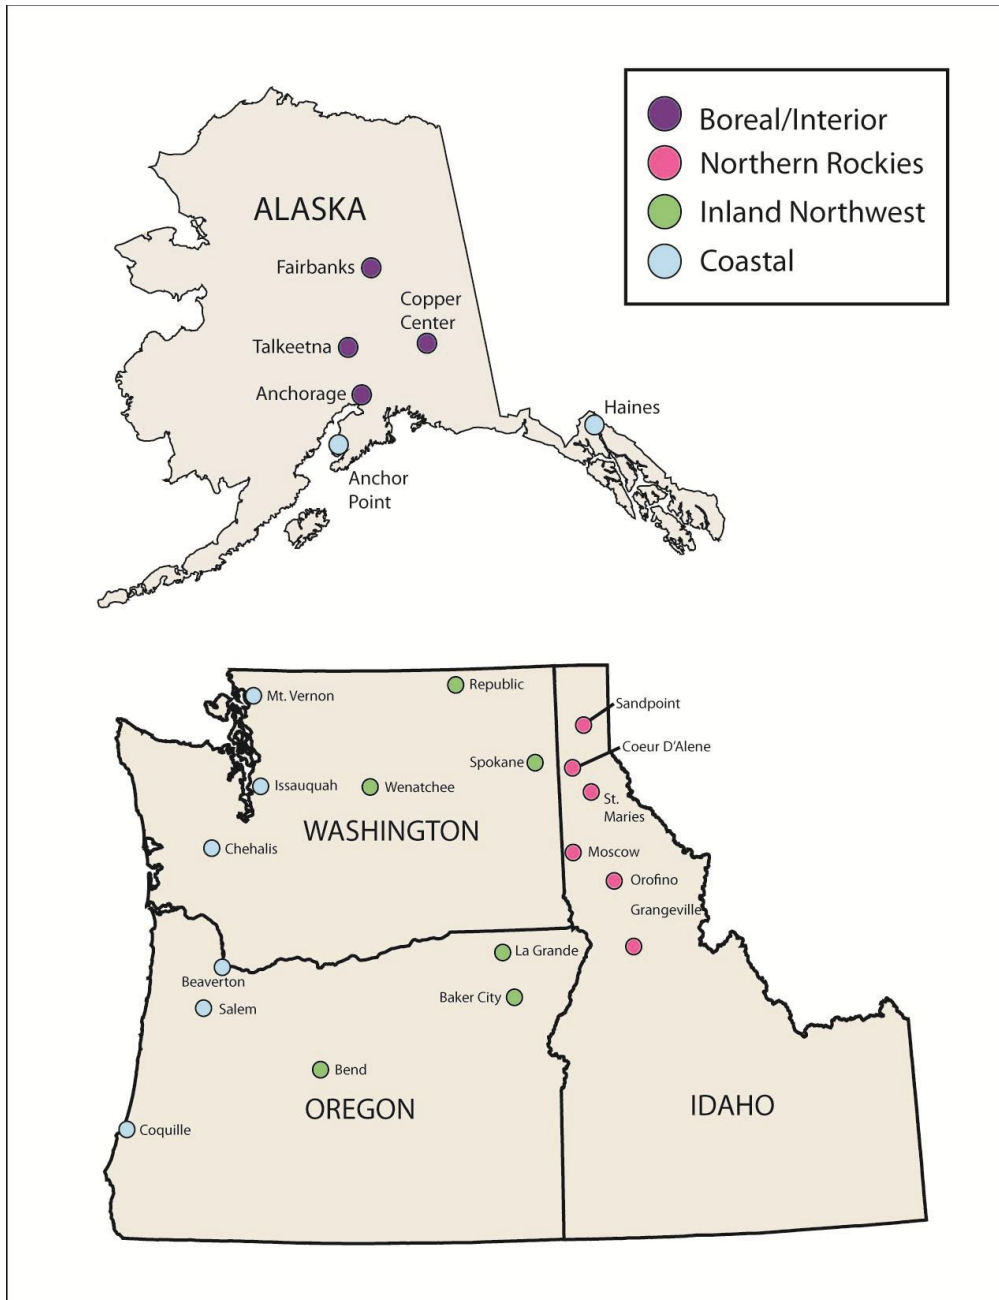 Boreal/Interior
Northern Rockies
Inland Northwest
Coastal
ALASKA
Fairbanks
Copper
Center
Talkeetna
Anchorage
Haines
Anchor
Point
Mt. Vernon
Republic
Sandpoint
Coeur D'Alene
Spokane
Issauquah
Wenatchee
St.
Maries
WASHINGTON
Chehalis
Moscow
Orofino
Grangeville
La Grande
Beaverton
Baker City
Salem
Bend
OREGON
IDAHO
Coquille